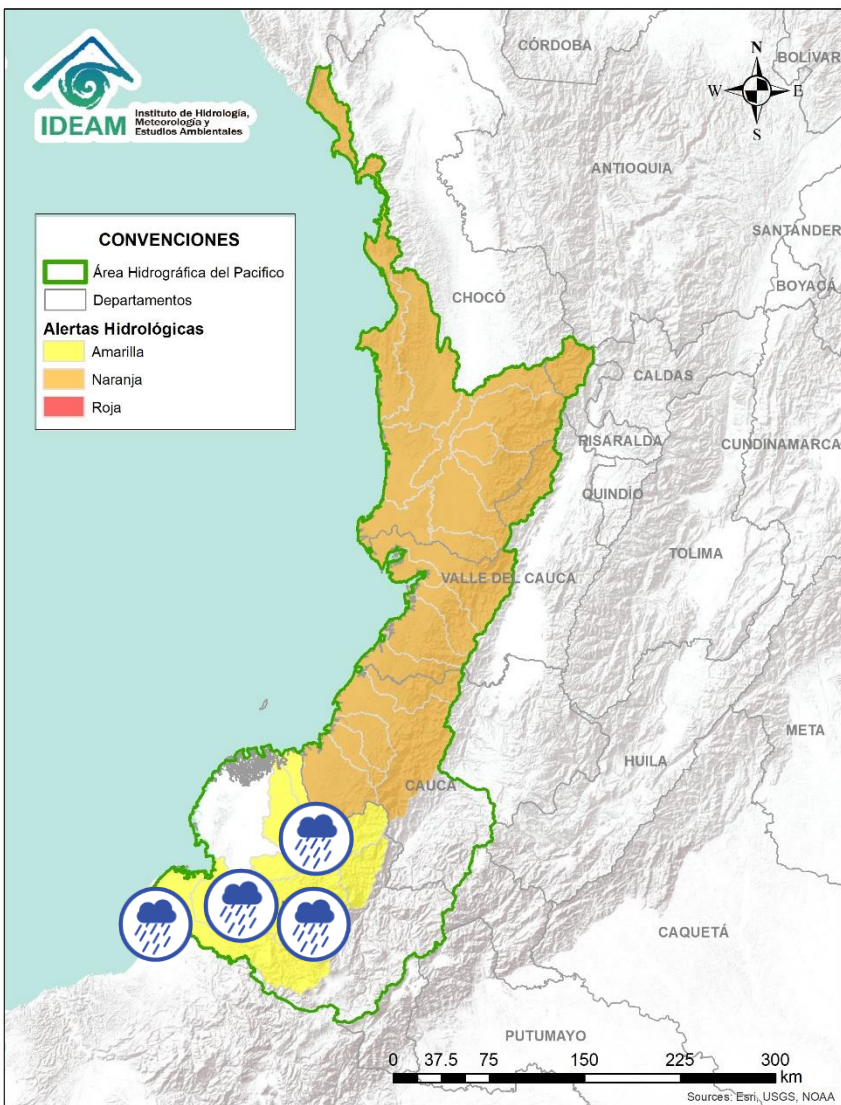 IDEAM
Instituto de Hidrología,
Meteorología y
Estudios Ambientales
CÓRDOBA
BOLÍVAR
N
W
E
S
ANTIOQUIA
SANTANDER
BOYACÁ
CONVENCIONES
Área Hidrográfica del Pacifico
Departamentos
Alertas Hidrológicas
Amarilla
Naranja
Roja
CHOCÓ
CALDAS
RISARALDA
CUNDINAMARCA
QUINDÍO
TOLIMA
VALLE DEL CAUCA
META
HUILA
CAUCA
CAQUETÁ
PUTUMAYO
0 37.5 75 150 225 300
km
Sources: Esri, USGS, NOAA